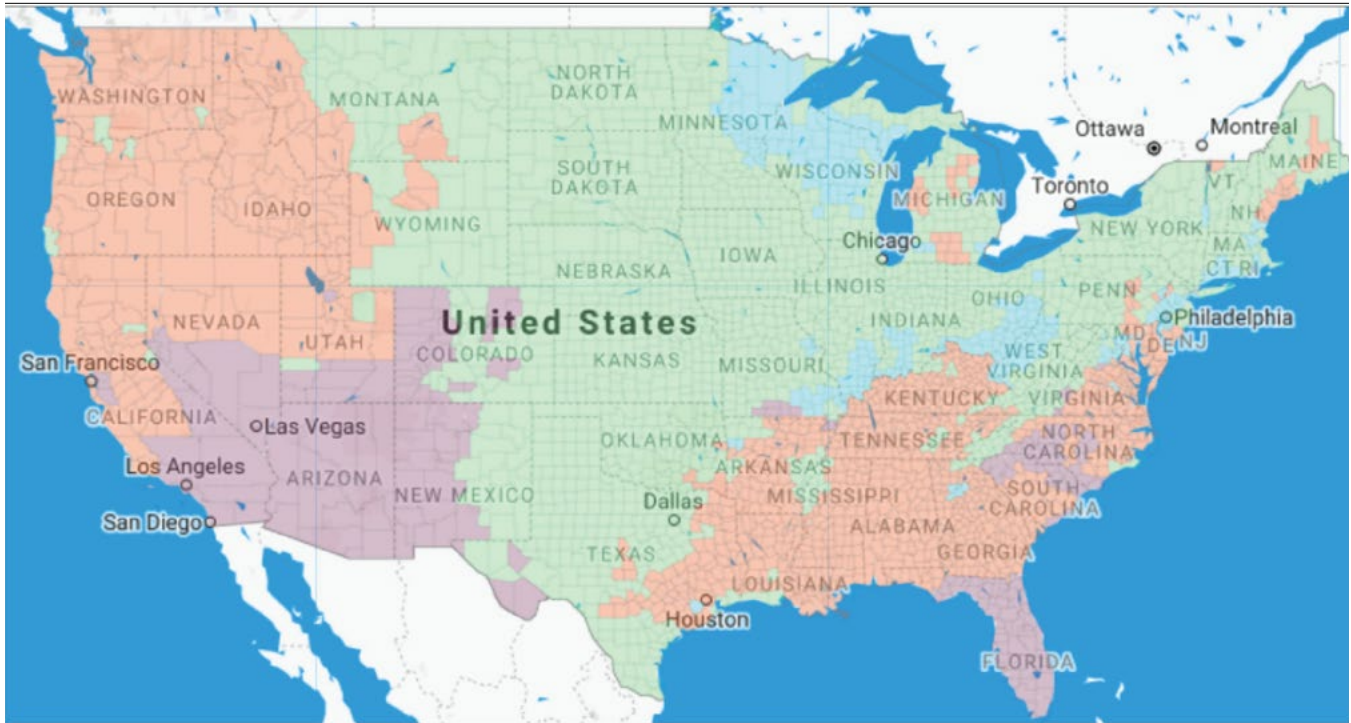 WASHINGTON
MONTANA
NORTH
DAKOTA
MINNESOTA
Ottawa
Montreal
MAINE
OREGON
IDAHO
SOUTH
DAKOTA
WISCONSIN
MICHIGAN
Toronto
VT
NH
WYOMING
NEW YORK
MA
CT RI
Chicago
IOWA
NEBRASKA
ILLINOIS
OHIO
PENN
NEVADA
UTAH
United States
COLORADO
KANSAS
MISSOURI
INDIANA
WEST
VIRGINIA
MD
DE
NJ
Philadelphia
San Francisco
CALIFORNIA
Las Vegas
KENTUCKY
VIRGINIA
OKLAHOMA
TENNESSEE
NORTH
CAROLINA
Los Angeles
ARIZONA
NEW MEXICO
ARKANSAS
MISSISSIPPI
SOUTH
CAROLINA
San Diego
Dallas
ALABAMA
GEORGIA
TEXAS
LOUISIANA
Houston
FLORIDA